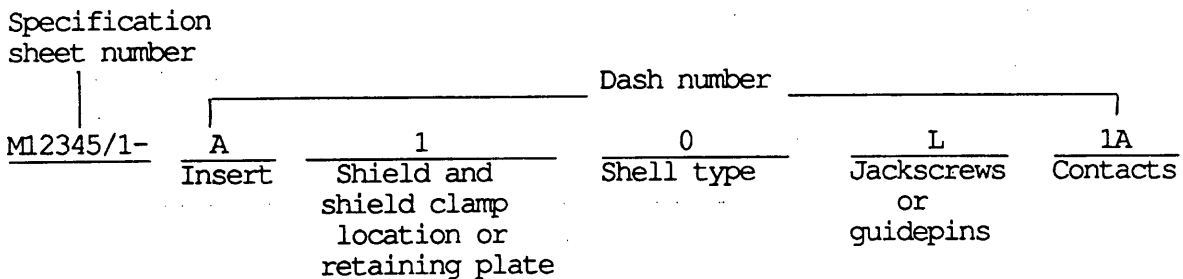 Specification
sheet number
Dash number
M12345/1- A 1 0 L 1A
Insert Shield and Shell type Jackscrews Contacts
shield clamp or
location or guidepins
retaining plate